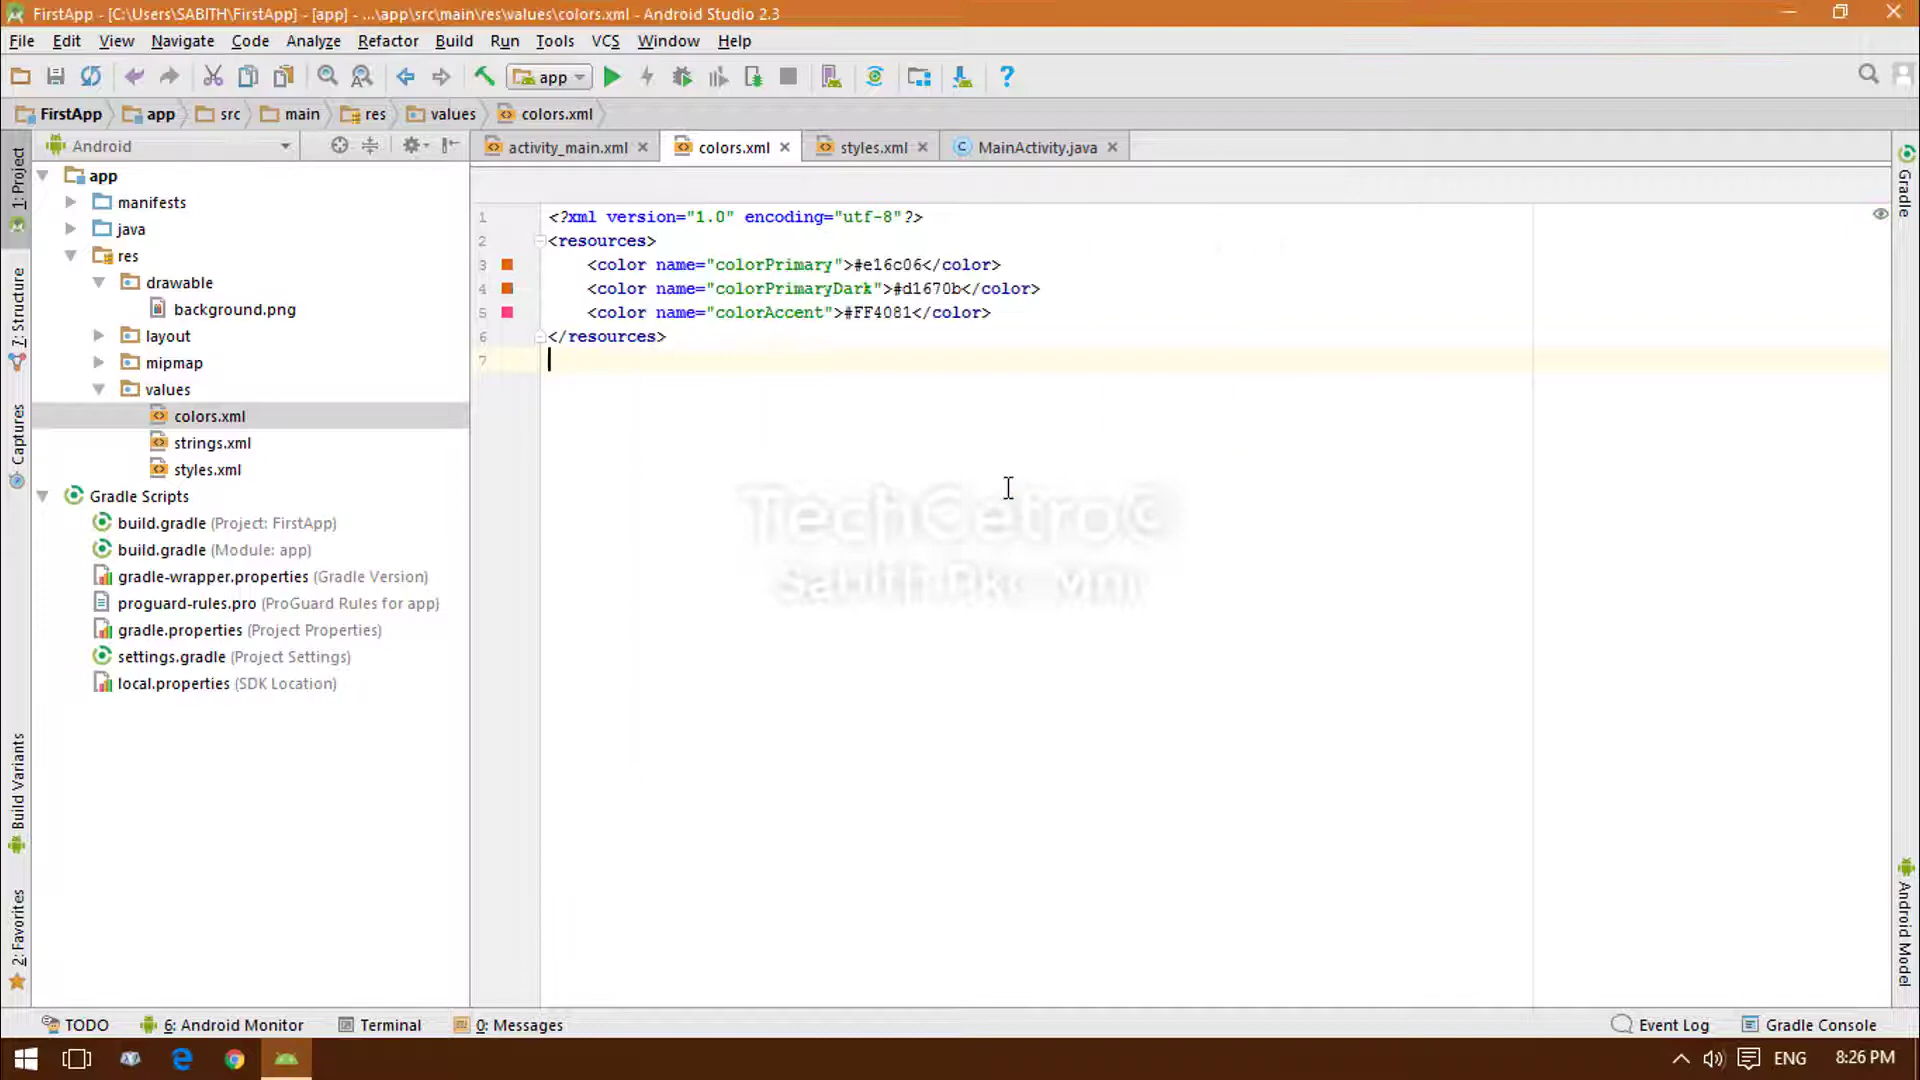 FirstApp - [C:\Users\SABITH\FirstApp] - [app] - ...\app\src\main\res\values\colors.xml - Android Studio 2.3
File Edit View Navigate Code Analyze Refactor Build Run Tools VCS Window Help
app
FirstApp app src main res values colors.xml
Android
activity_main.xml colors.xml styles.xml MainActivity.java
1: Project
7: Structure
Captures
Build Variants
2: Favorites
app
manifests
java
res
drawable
background.png
layout
mipmap
values
colors.xml
strings.xml
styles.xml
Gradle Scripts
build.gradle (Project: FirstApp)
build.gradle (Module: app)
gradle-wrapper.properties (Gradle Version)
proguard-rules.pro (ProGuard Rules for app)
gradle.properties (Project Properties)
settings.gradle (Project Settings)
local.properties (SDK Location)
1 <?xml version="1.0" encoding="utf-8"?>
2 <resources>
3 <color name="colorPrimary">#e16c06</color>
4 <color name="colorPrimaryDark">#d1670b</color>
5 <color name="colorAccent">#FF4081</color>
6 </resources>
7
Gradle
Android Model
TODO 6: Android Monitor Terminal 0: Messages Event Log Gradle Console
ENG 8:26 PM